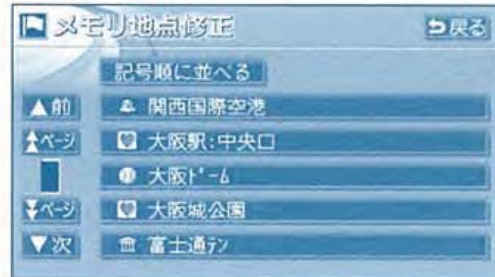 メモリ地点修正 戻る
記号順に並べる
▲前 関西国際空港
ページ 大阪駅:中央口
大阪ドーム
ページ 大阪城公園
▼次 富士通テン